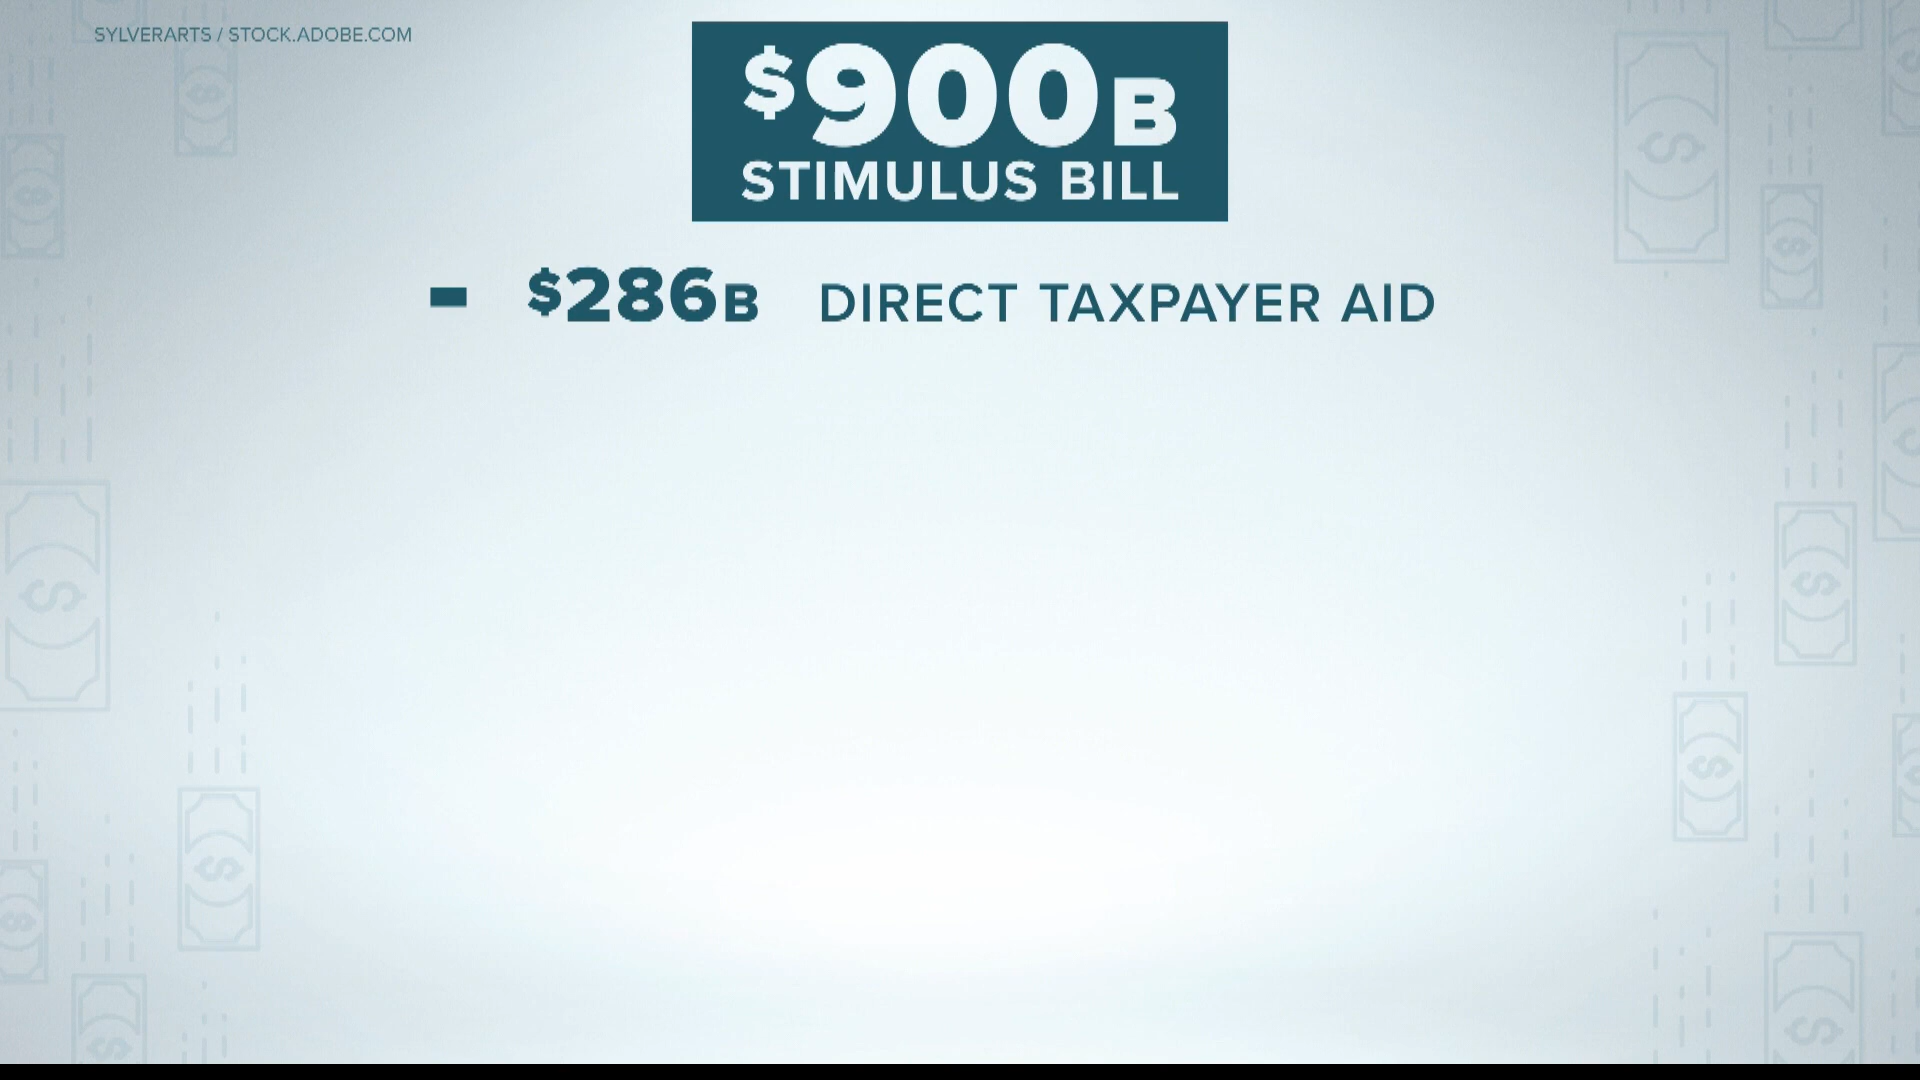 SYLVERARTS / STOCK.ADOBE.COM
$900B
STIMULUS BILL
- $286B DIRECT TAXPAYER AID